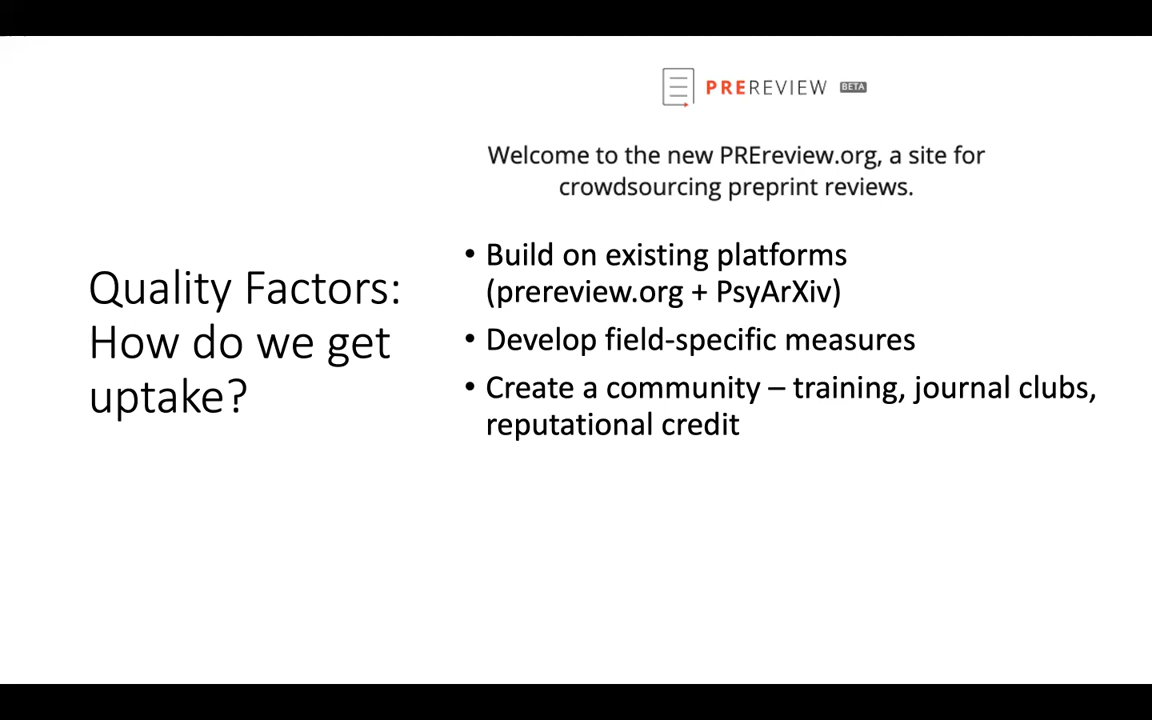 PREREVIEW BETA
Welcome to the new PREreview.org, a site for
crowdsourcing preprint reviews.
Quality Factors:
How do we get
uptake?
• Build on existing platforms
(prereview.org + PsyArXiv)
• Develop field-specific measures
• Create a community – training, journal clubs,
reputational credit